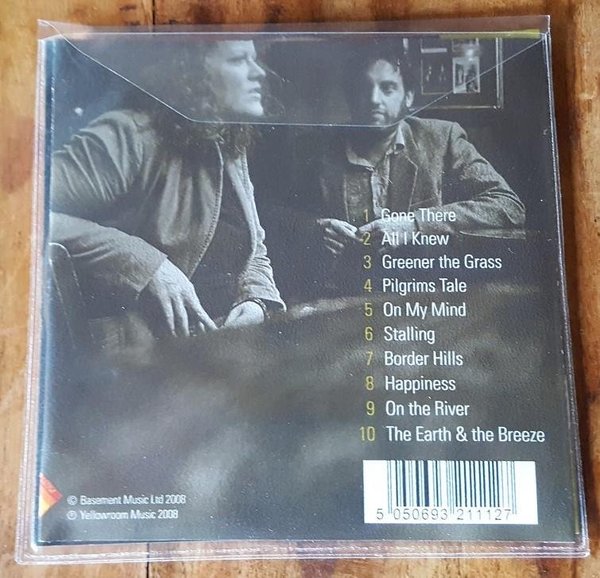 1 Gone There
2 All I Knew
3 Greener the Grass
4 Pilgrims Tale
5 On My Mind
6 Stalling
7 Border Hills
8 Happiness
9 On the River
10 The Earth & the Breeze
© Basement Music Ltd 2008
℗ Yellowroom Music 2008
5 050693 211127